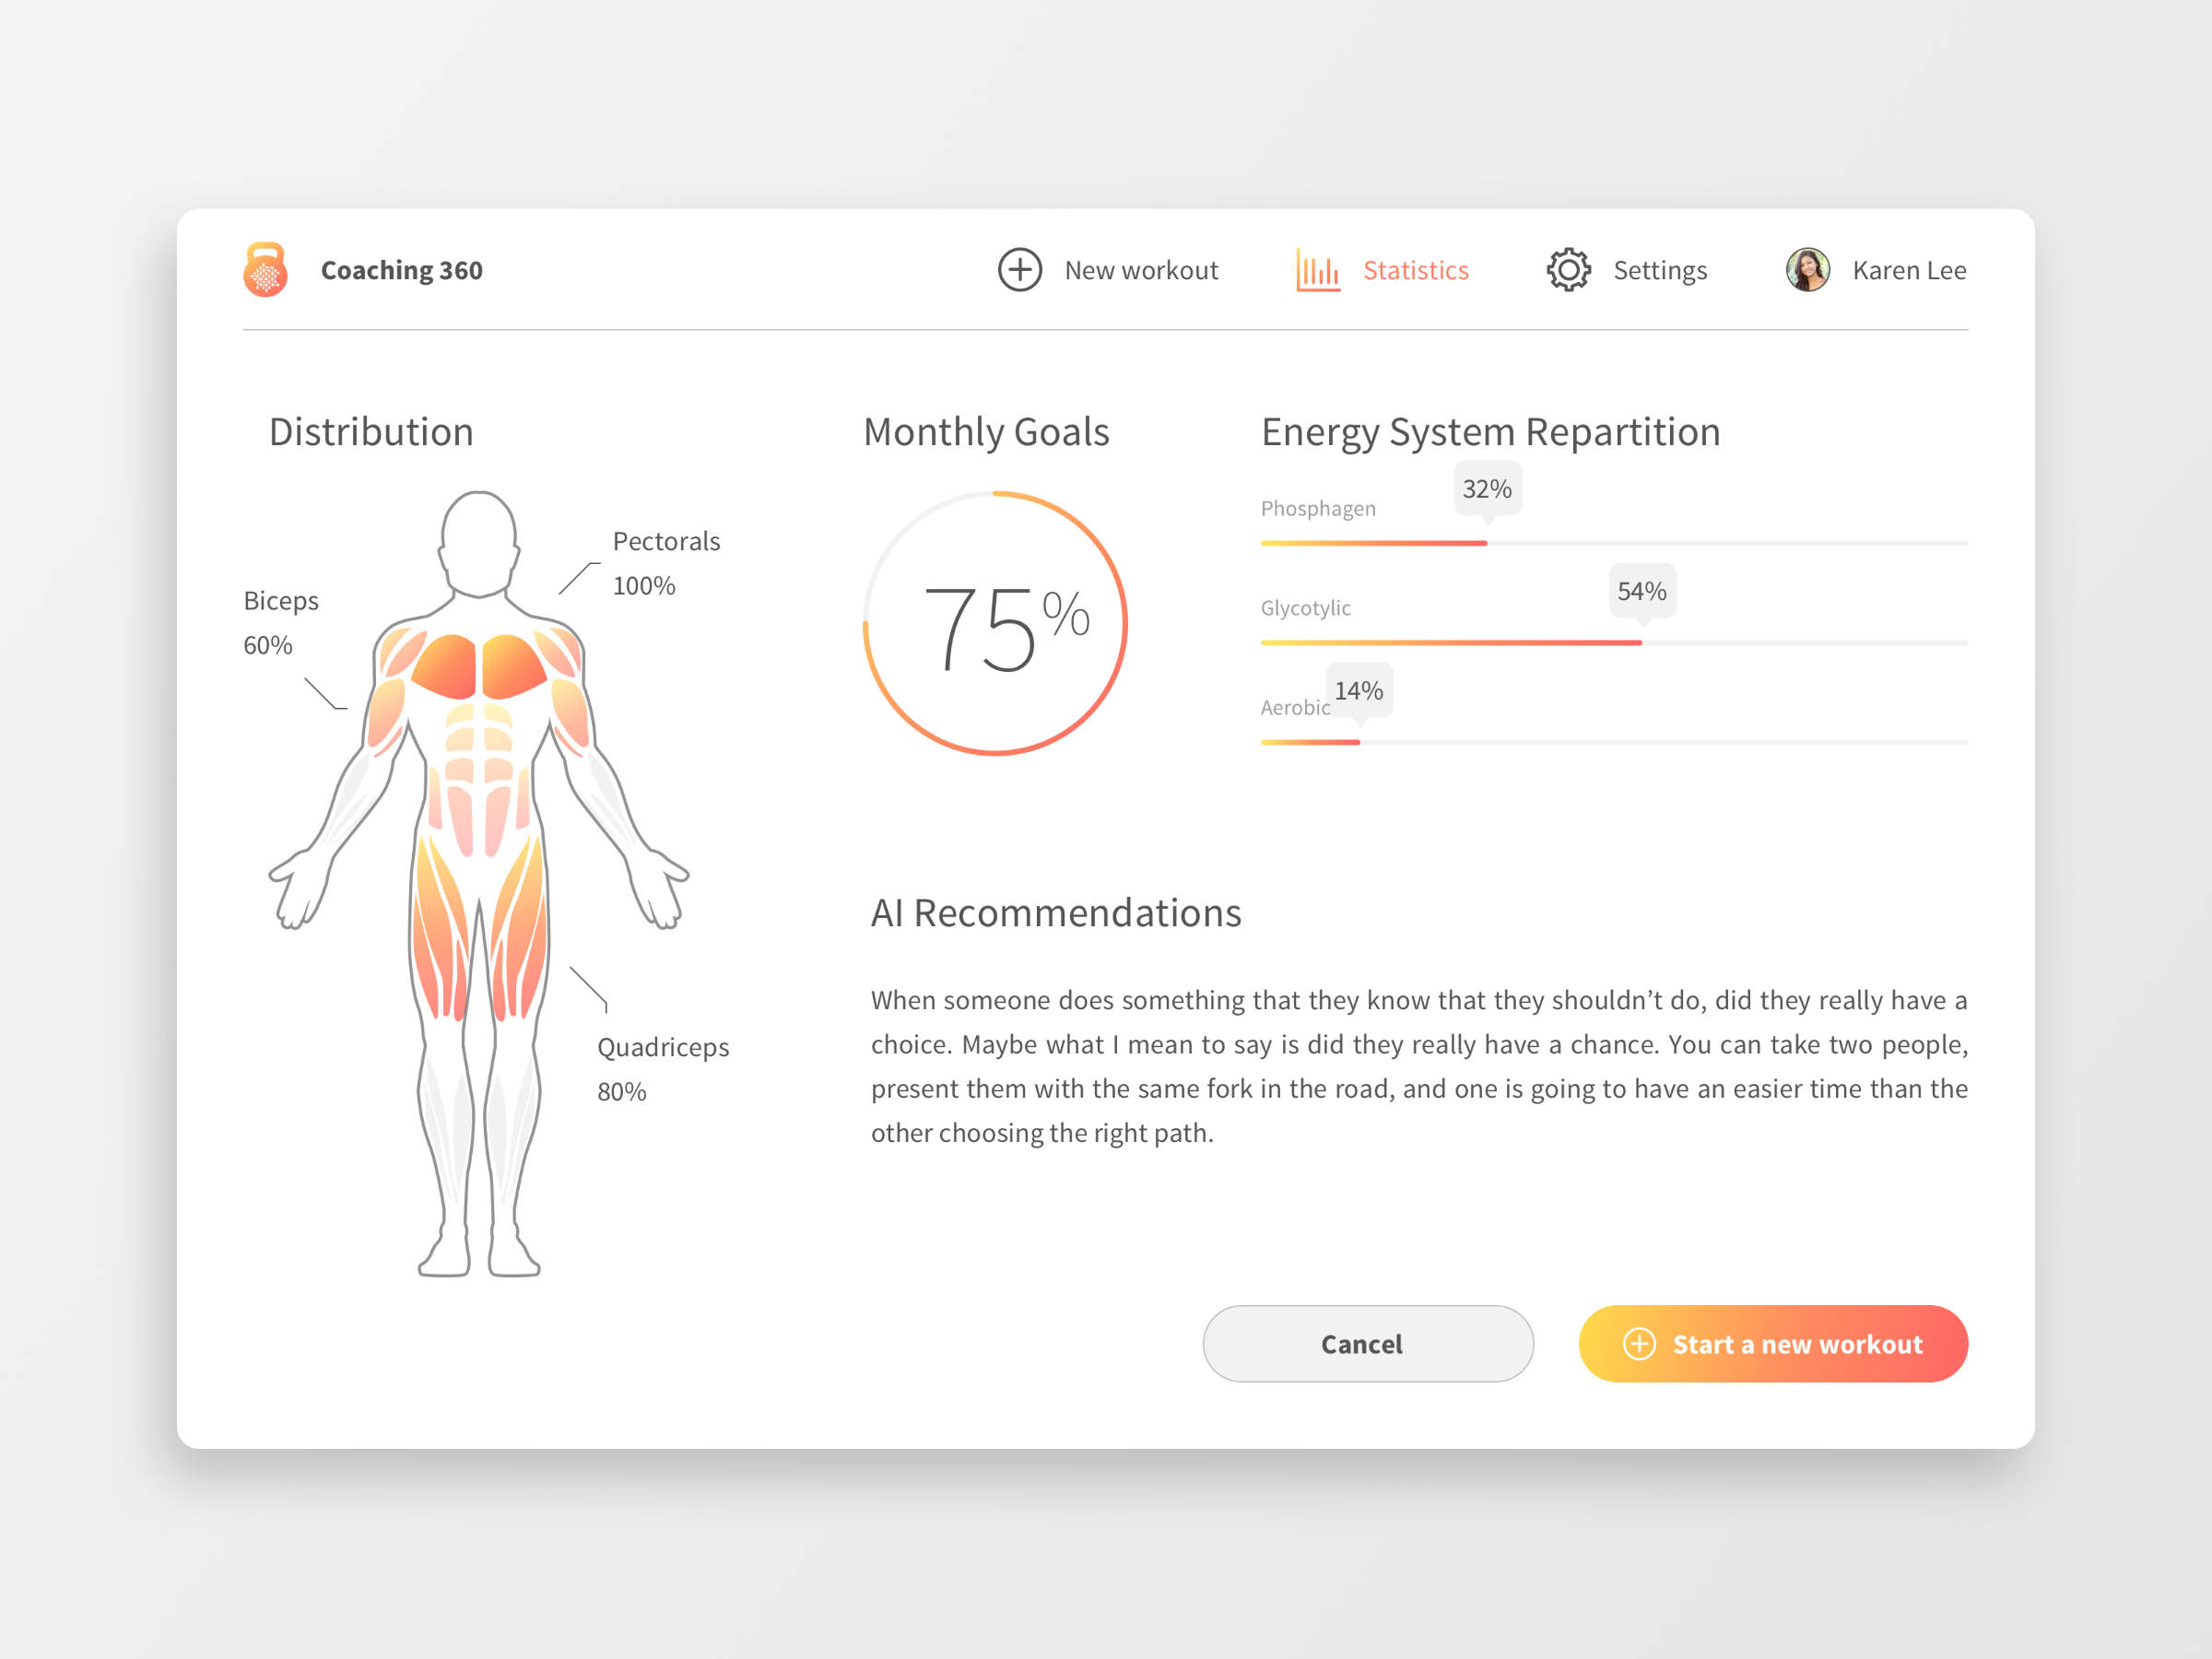 Coaching 360
New workout
Statistics
Settings
Karen Lee
Distribution
Pectorals
100%
Biceps
60%
Quadriceps
80%
Monthly Goals
75%
Energy System Repartition
Phosphagen
32%
Glycotylic
54%
Aerobic
14%
AI Recommendations
When someone does something that they know that they shouldn’t do, did they really have a
choice. Maybe what I mean to say is did they really have a chance. You can take two people,
present them with the same fork in the road, and one is going to have an easier time than the
other choosing the right path.
Cancel
Start a new workout